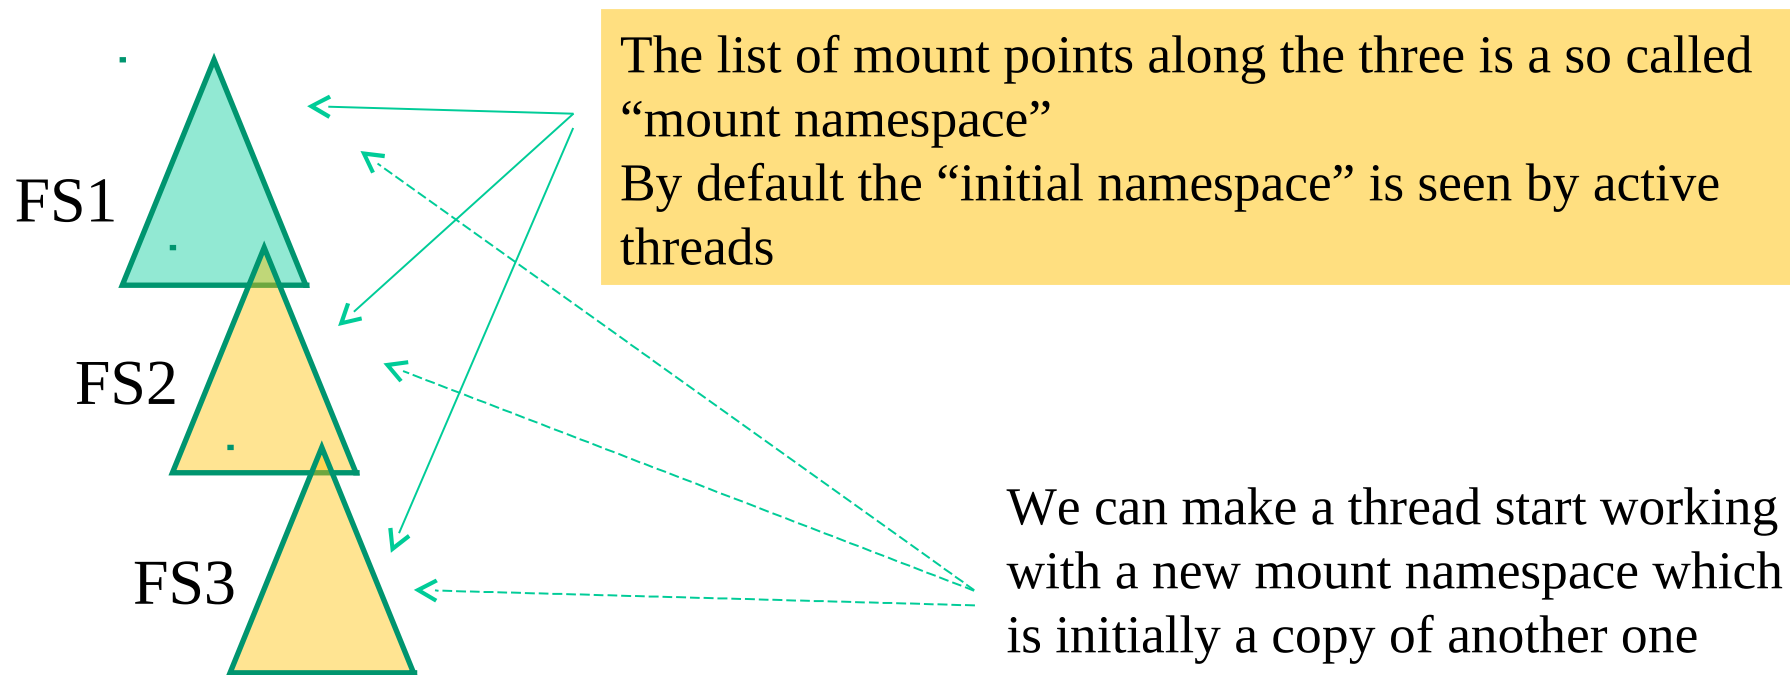 The list of mount points along the three is a so called
“mount namespace”
By default the “initial namespace” is seen by active
threads
FS1
FS2
FS3
We can make a thread start working
with a new mount namespace which
is initially a copy of another one